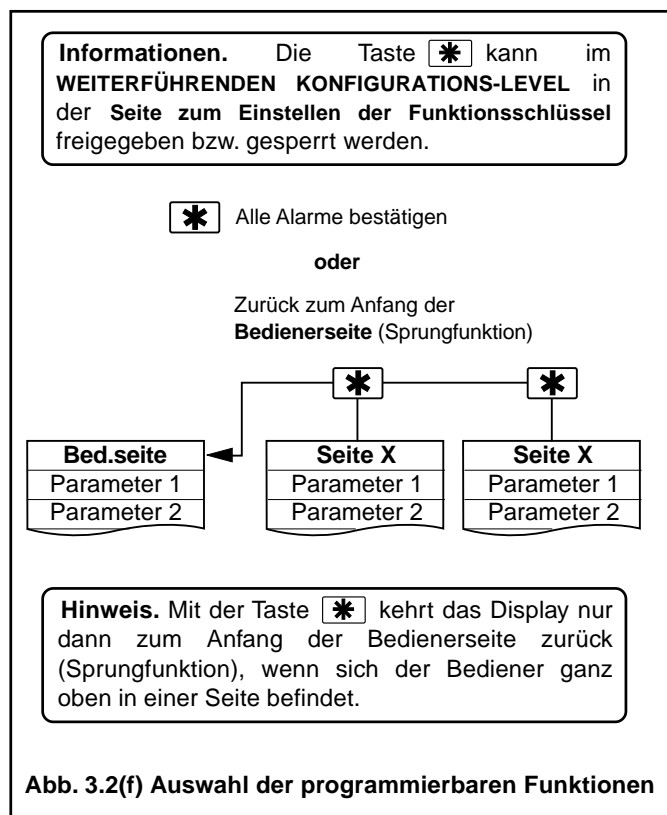 Informationen. Die Taste ✱ kann im
WEITERFÜHRENDEN KONFIGURATIONS-LEVEL in
der Seite zum Einstellen der Funktionsschlüssel
freigegeben bzw. gesperrt werden.
✱ Alle Alarme bestätigen
oder
Zurück zum Anfang der
Bedienerseite (Sprungfunktion)
✱ ✱
Bed.seite Seite X Seite X
Parameter 1 Parameter 1 Parameter 1
Parameter 2 Parameter 2 Parameter 2
Hinweis. Mit der Taste ✱ kehrt das Display nur
dann zum Anfang der Bedienerseite zurück
(Sprungfunktion), wenn sich der Bediener ganz
oben in einer Seite befindet.
Abb. 3.2(f) Auswahl der programmierbaren Funktionen